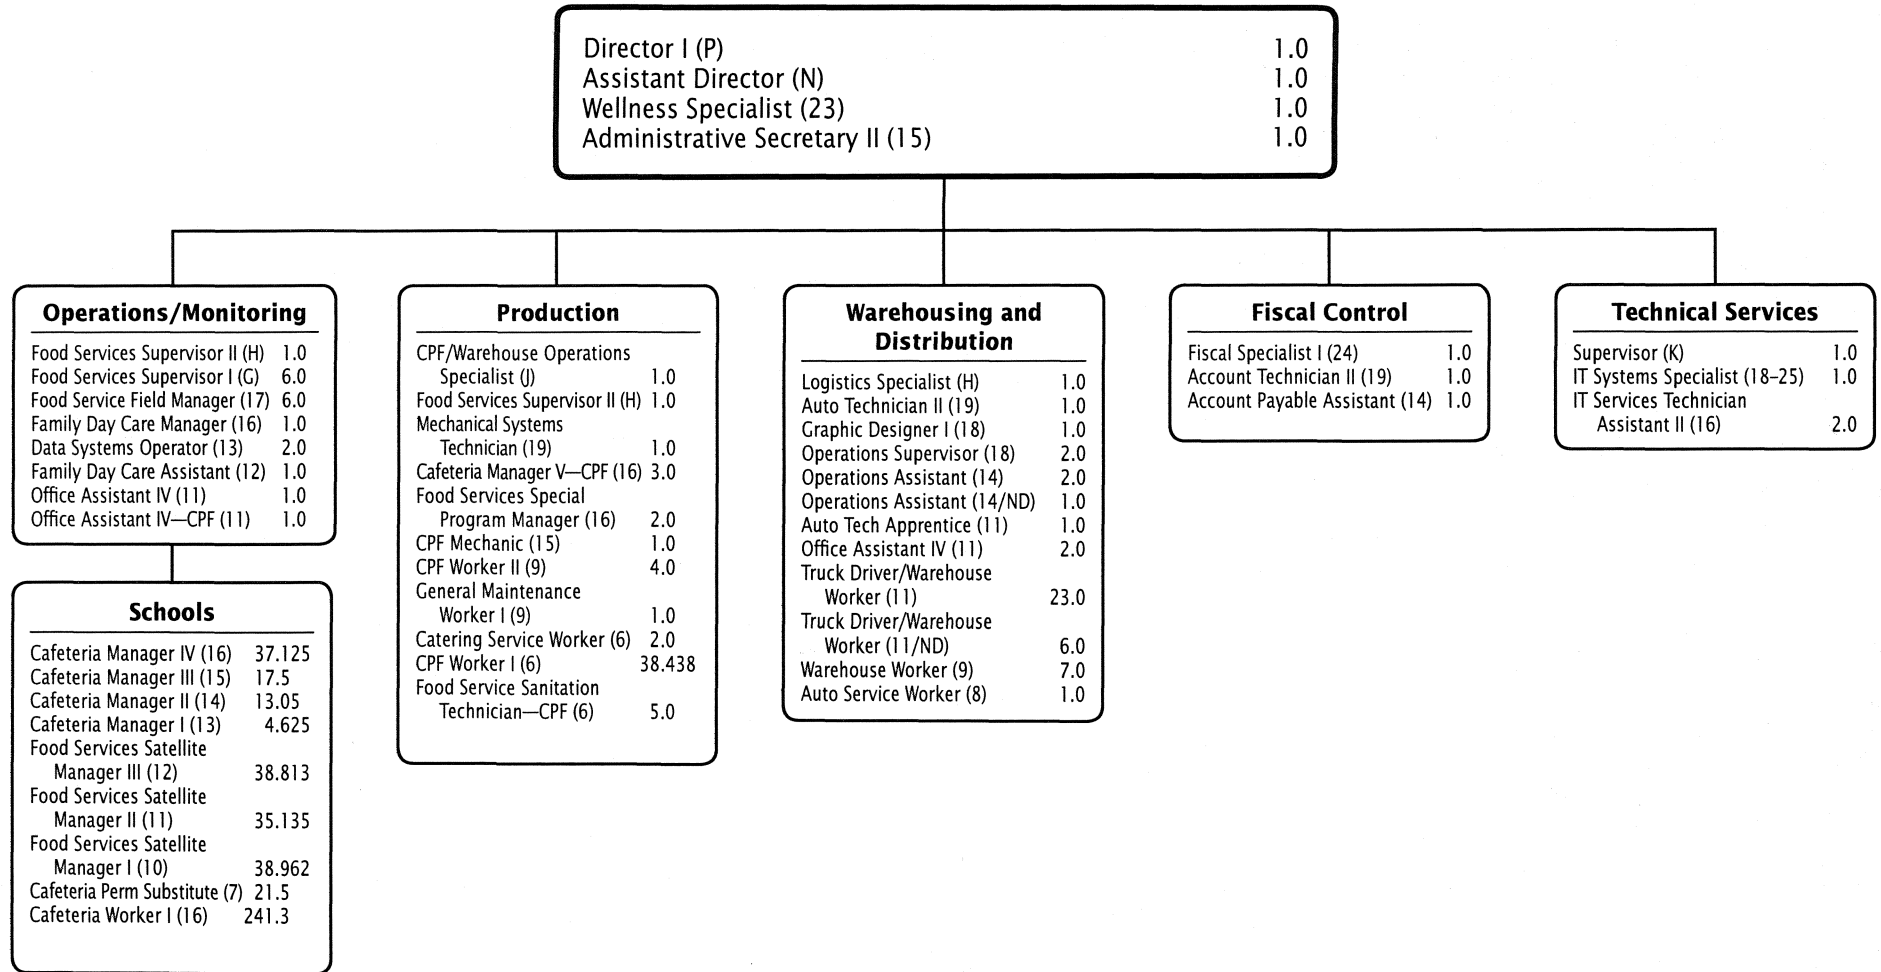 Director I (P) 1.0
Assistant Director (N) 1.0
Wellness Specialist (23) 1.0
Administrative Secretary II (15) 1.0
Operations/Monitoring
Food Services Supervisor II (H) 1.0
Food Services Supervisor I (G) 6.0
Food Service Field Manager (17) 6.0
Family Day Care Manager (16) 1.0
Data Systems Operator (13) 2.0
Family Day Care Assistant (12) 1.0
Office Assistant IV (11) 1.0
Office Assistant IV—CPF (11) 1.0
Schools
Cafeteria Manager IV (16) 37.125
Cafeteria Manager III (15) 17.5
Cafeteria Manager II (14) 13.05
Cafeteria Manager I (13) 4.625
Food Services Satellite
Manager III (12) 38.813
Food Services Satellite
Manager II (11) 35.135
Food Services Satellite
Manager I (10) 38.962
Cafeteria Perm Substitute (7) 21.5
Cafeteria Worker I (16) 241.3
Production
CPF/Warehouse Operations
Specialist (J) 1.0
Food Services Supervisor II (H) 1.0
Mechanical Systems
Technician (19) 1.0
Cafeteria Manager V—CPF (16) 3.0
Food Services Special
Program Manager (16) 2.0
CPF Mechanic (15) 1.0
CPF Worker II (9) 4.0
General Maintenance
Worker I (9) 1.0
Catering Service Worker (6) 2.0
CPF Worker I (6) 38.438
Food Service Sanitation
Technician—CPF (6) 5.0
Warehousing and
Distribution
Logistics Specialist (H) 1.0
Auto Technician II (19) 1.0
Graphic Designer I (18) 1.0
Operations Supervisor (18) 2.0
Operations Assistant (14) 2.0
Operations Assistant (14/ND) 1.0
Auto Tech Apprentice (11) 1.0
Office Assistant IV (11) 2.0
Truck Driver/Warehouse
Worker (11) 23.0
Truck Driver/Warehouse
Worker (11/ND) 6.0
Warehouse Worker (9) 7.0
Auto Service Worker (8) 1.0
Fiscal Control
Fiscal Specialist I (24) 1.0
Account Technician II (19) 1.0
Account Payable Assistant (14) 1.0
Technical Services
Supervisor (K) 1.0
IT Systems Specialist (18–25) 1.0
IT Services Technician
Assistant II (16) 2.0